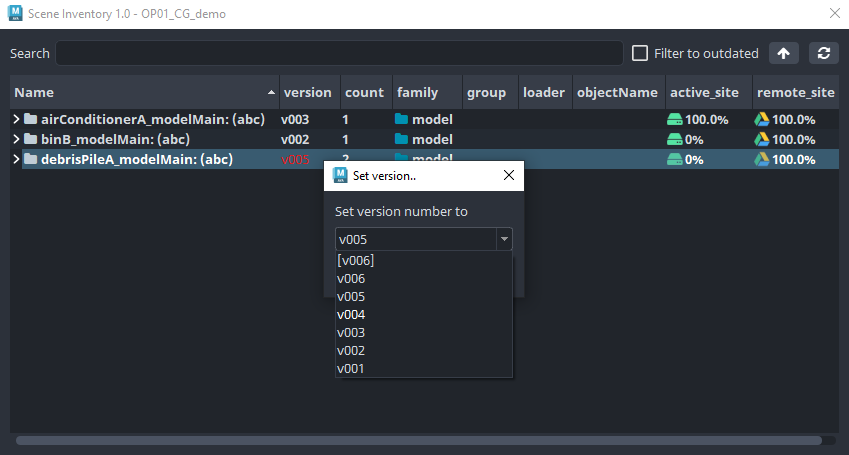 Scene Inventory 1.0 - OP01_CG_demo
Search Filter to outdated
Name version count family group loader objectName active_site remote_site
airConditionerA_modelMain: (abc) v003 1 model 100.0% 100.0%
binB_modelMain: (abc) v002 1 model 0% 100.0%
debrisPileA_modelMain: (abc) v005 2 model 0% 100.0%
Set version..
Set version number to
v005
[v006]
v006
v005
v004
v003
v002
v001